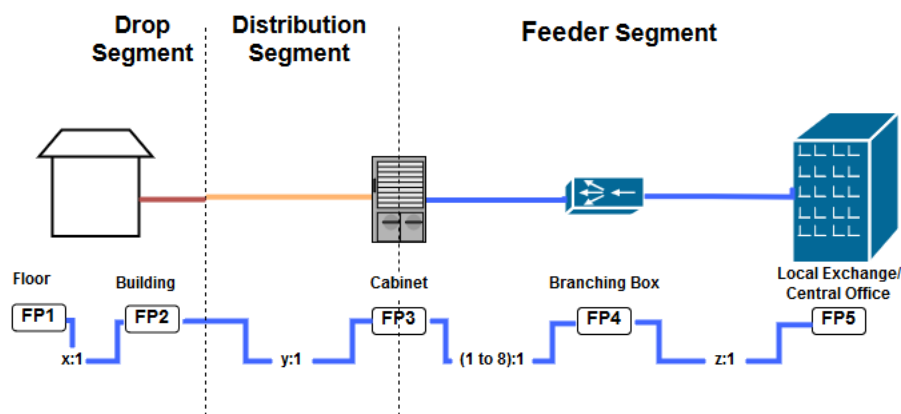 Drop
Segment
Distribution
Segment
Feeder Segment
Floor
Building
Cabinet
Branching Box
Local Exchange/
Central Office
FP1
FP2
FP3
FP4
FP5
x:1
y:1
(1 to 8):1
z:1